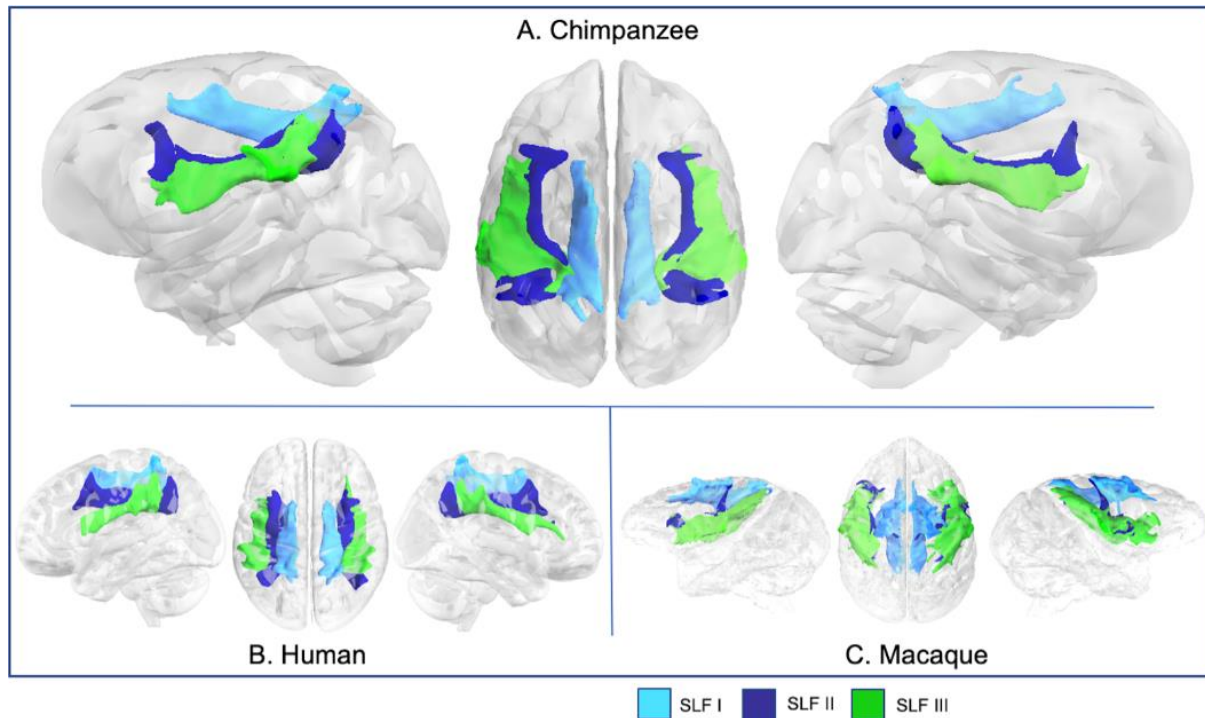 A. Chimpanzee
B. Human
C. Macaque
SLF I
SLF II
SLF III